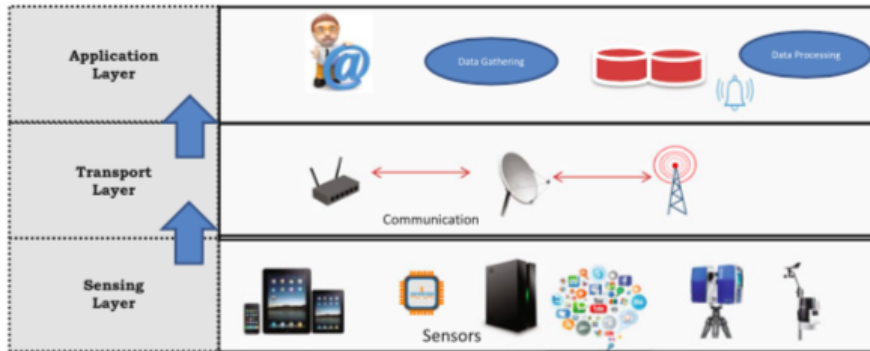 Application
Layer
Data Gathering
Data Processing
Transport
Layer
Communication
Sensing
Layer
Sensors